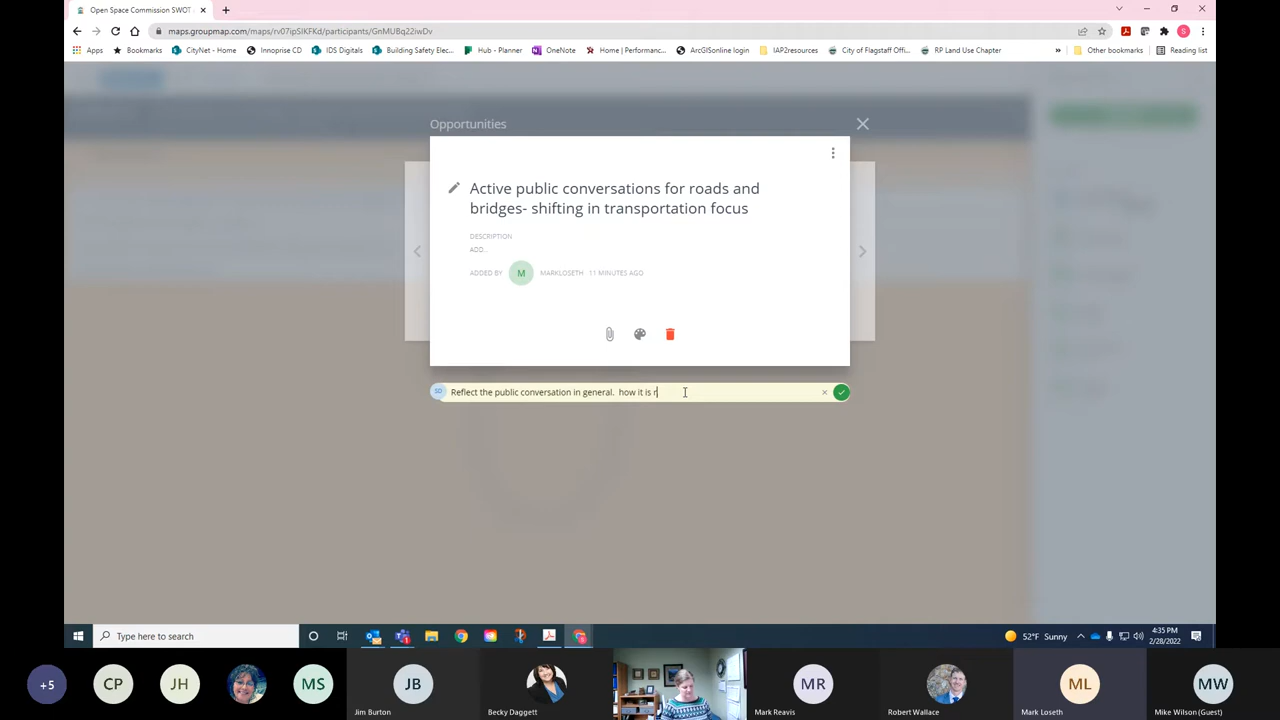 Open Space Commission SWOT -
maps.groupmap.com/maps/rv07ipSIKFKd/participants/GnMUBq22iwDv
Apps Bookmarks CityNet - Home Innoprise CD IDS Digitals Building Safety Elec... Hub - Planner OneNote Home | Performanc... ArcGISonline login IAP2resources City of Flagstaff Offi... RP Land Use Chapter » Other bookmarks Reading list
Opportunities
Active public conversations for roads and
bridges- shifting in transportation focus
DESCRIPTION
ADD...
ADDED BY M MARKLOSETH 11 MINUTES AGO
SD Reflect the public conversation in general. how it is r
Type here to search
52°F Sunny
4:35 PM
2/28/2022
+5 CP JH MS JB MR ML MW
Jim Burton Becky Daggett Mark Reavis Robert Wallace Mark Loseth Mike Wilson (Guest)